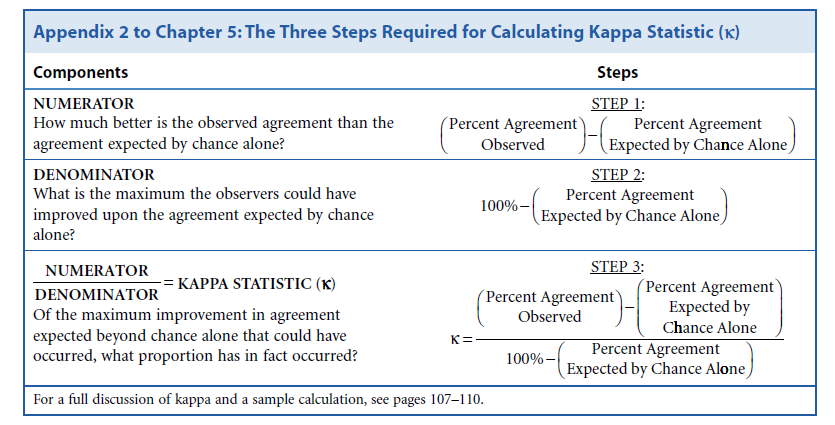 Appendix 2 to Chapter 5: The Three Steps Required for Calculating Kappa Statistic (κ)
Components Steps
NUMERATOR
How much better is the observed agreement than the
agreement expected by chance alone?
STEP 1:
(Percent Agreement Observed) − (Percent Agreement Expected by Chance Alone)
DENOMINATOR
What is the maximum the observers could have
improved upon the agreement expected by chance
alone?
STEP 2:
100% − (Percent Agreement Expected by Chance Alone)
NUMERATOR
DENOMINATOR
= KAPPA STATISTIC (κ)
Of the maximum improvement in agreement
expected beyond chance alone that could have
occurred, what proportion has in fact occurred?
STEP 3:
κ =
(Percent Agreement Observed) − (Percent Agreement Expected by Chance Alone)
100% − (Percent Agreement Expected by Chance Alone)
For a full discussion of kappa and a sample calculation, see pages 107–110.